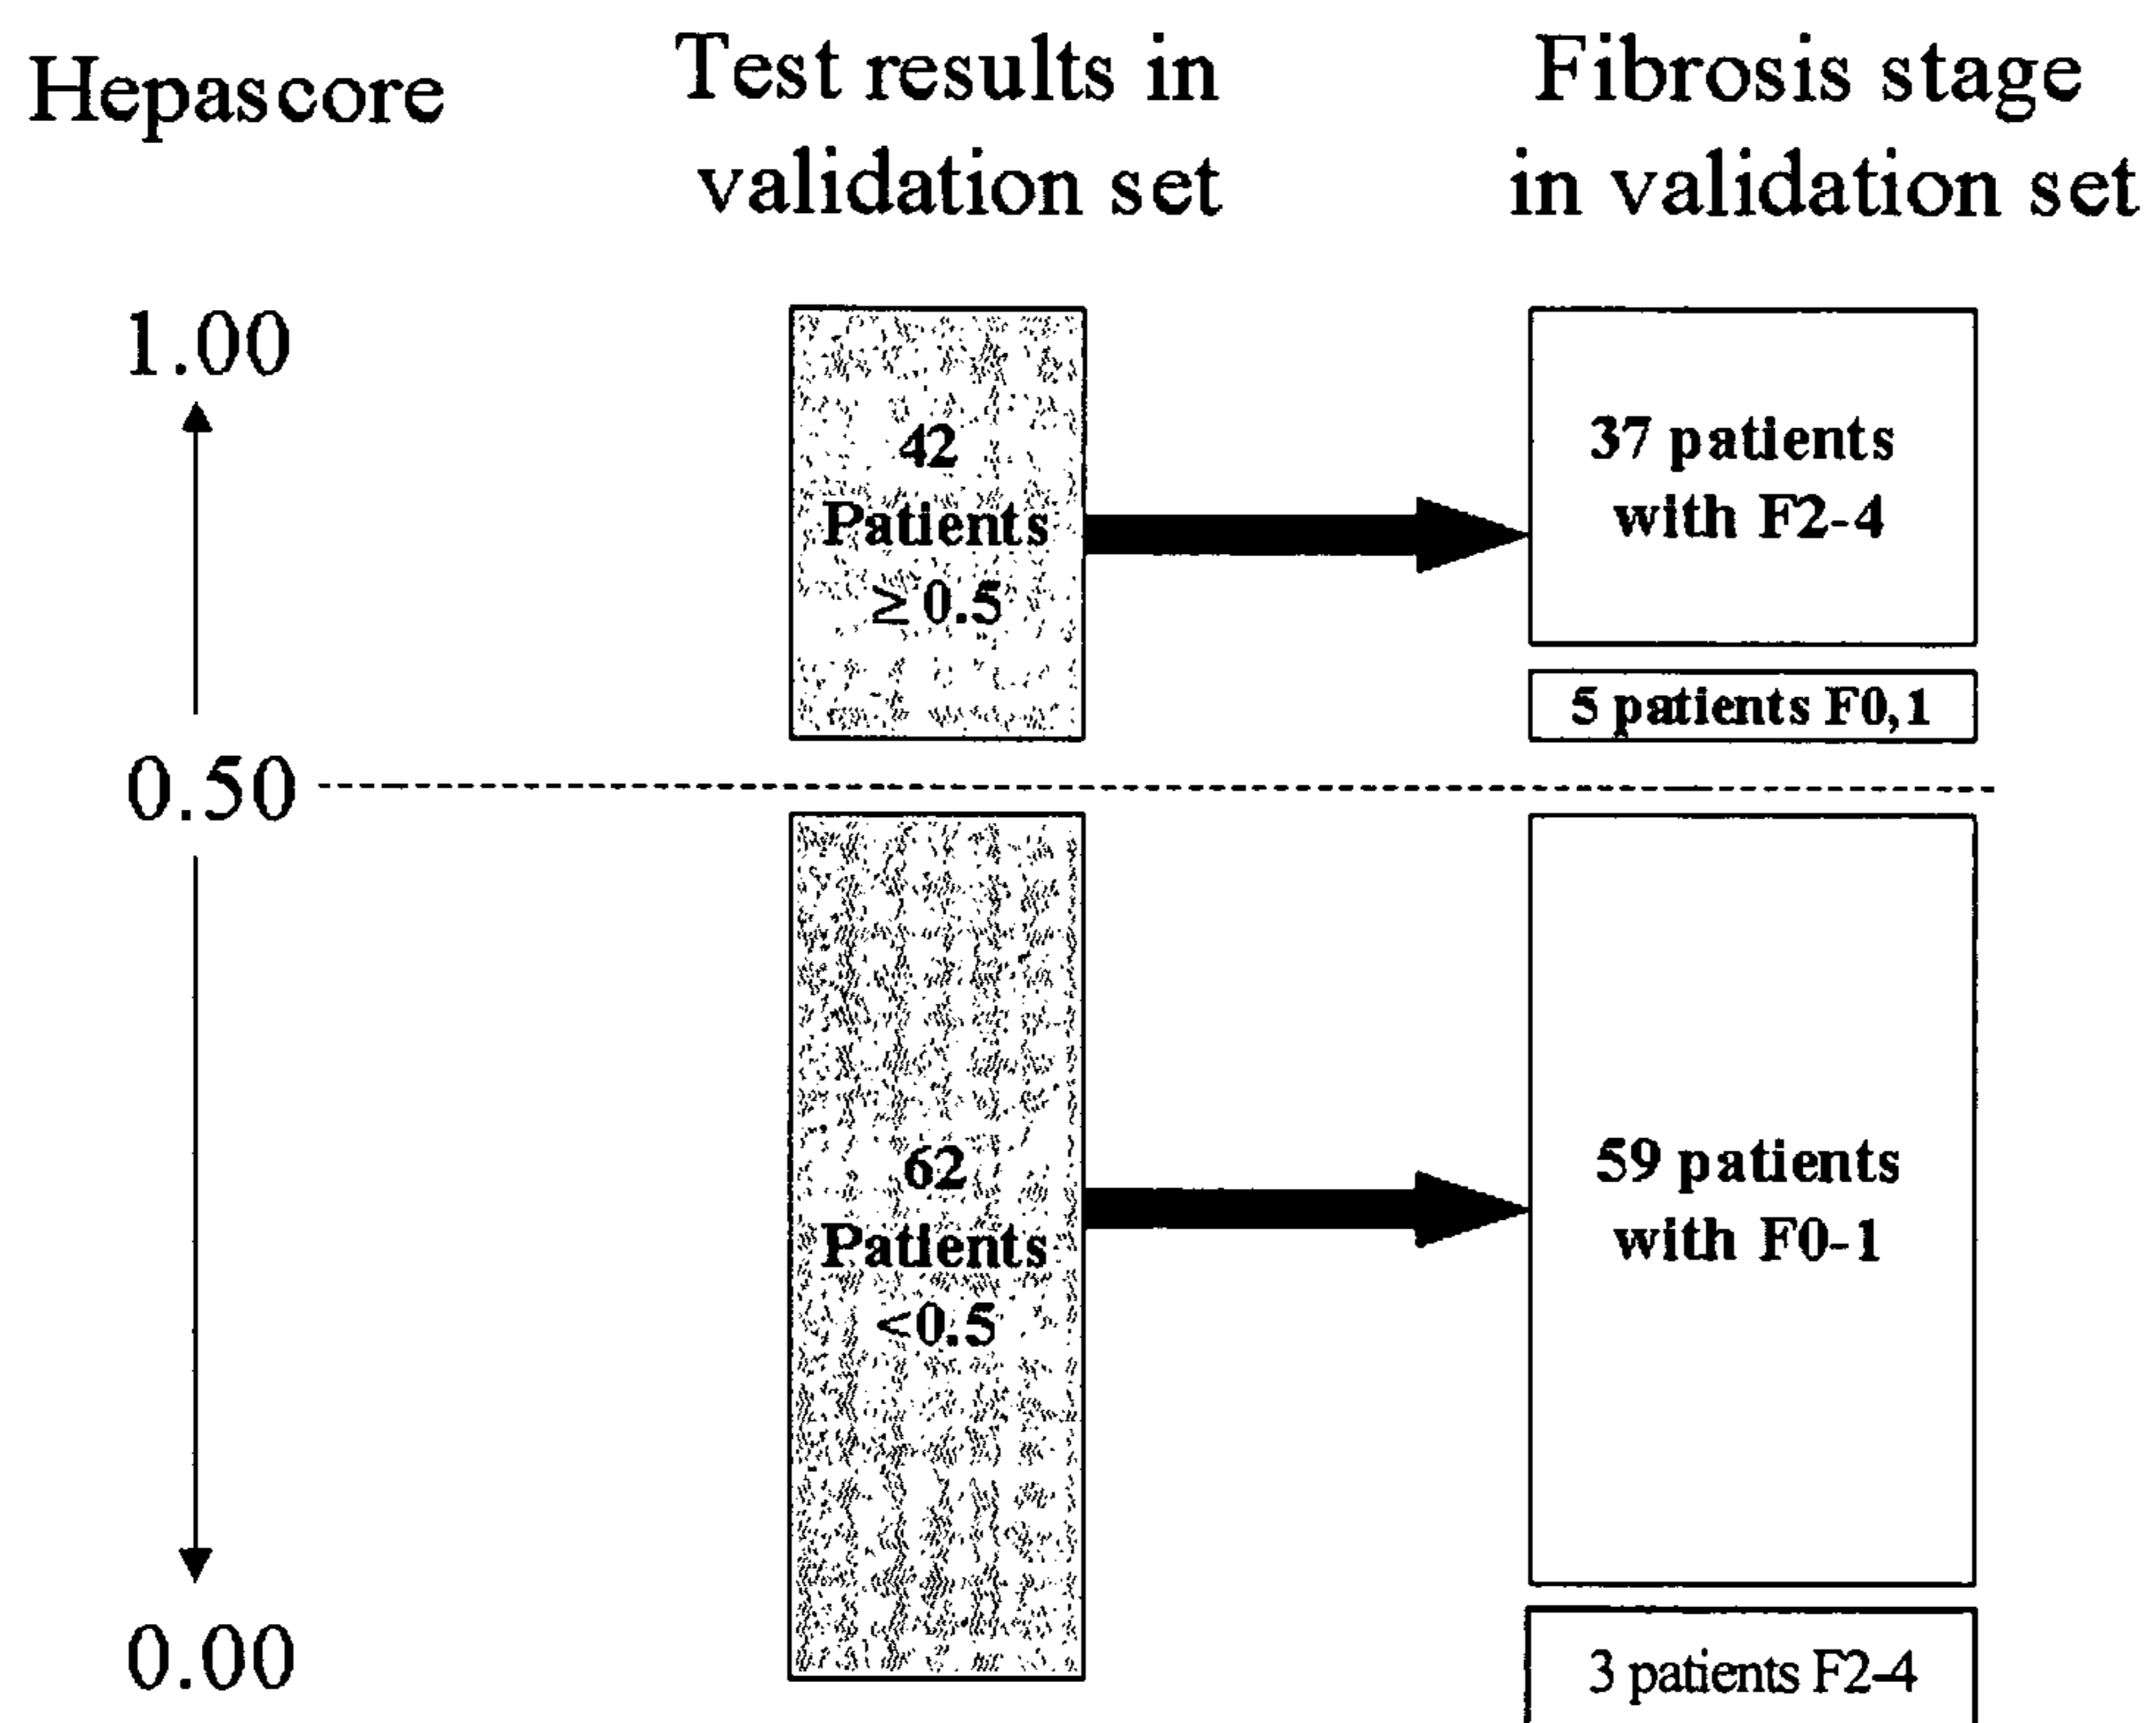 Hepascore
Test results in
validation set
Fibrosis stage
in validation set
1.00
42
Patients
≥ 0.5
37 patients
with F2-4
5 patients F0,1
0.50
62
Patients
<0.5
59 patients
with F0-1
0.00
3 patients F2-4